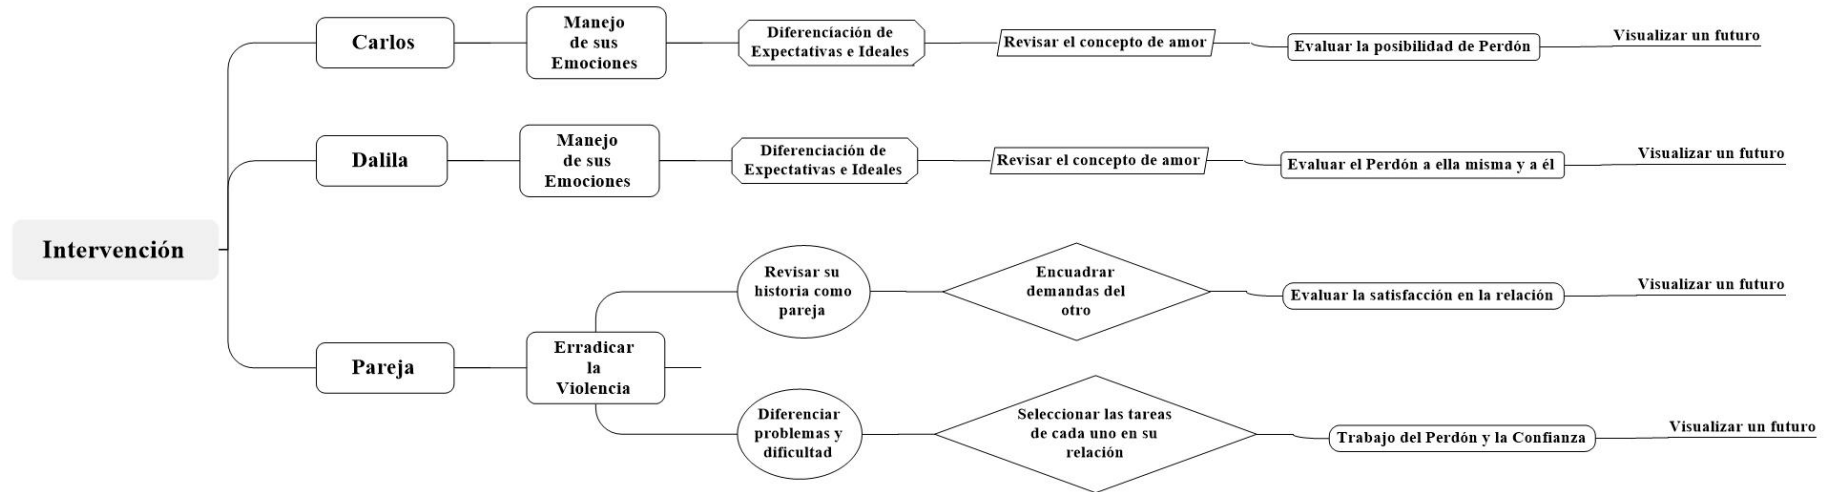 Intervención
Carlos
Manejo
de sus
Emociones
Diferenciación de
Expectativas e Ideales
Revisar el concepto de amor
Evaluar la posibilidad de Perdón
Visualizar un futuro
Dalila
Manejo
de sus
Emociones
Diferenciación de
Expectativas e Ideales
Revisar el concepto de amor
Evaluar el Perdón a ella misma y a él
Visualizar un futuro
Pareja
Erradicar
la
Violencia
Revisar su
historia como
pareja
Encuadrar
demandas del
otro
Evaluar la satisfacción en la relación
Visualizar un futuro
Diferenciar
problemas y
dificultad
Seleccionar las tareas
de cada uno en su
relación
Trabajo del Perdón y la Confianza
Visualizar un futuro